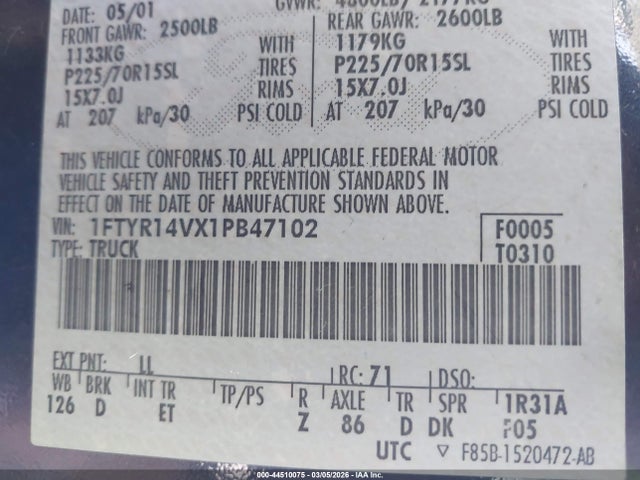 DATE: 05/01 GVWR: 4800LB/ 2177KG
FRONT GAWR: 2500LB REAR GAWR: 2600LB
1133KG WITH 1179KG WITH
P225/70R15SL TIRES P225/70R15SL TIRES
15X7.0J RIMS 15X7.0J RIMS
AT 207 kPa/30 PSI COLD AT 207 kPa/30 PSI COLD
THIS VEHICLE CONFORMS TO ALL APPLICABLE FEDERAL MOTOR
VEHICLE SAFETY AND THEFT PREVENTION STANDARDS IN
EFFECT ON THE DATE OF MANUFACTURE SHOWN ABOVE.
VIN: 1FTYR14VX1PB47102 F0005
TYPE: TRUCK T0310
EXT PNT: LL RC: 71 DSO:
WB BRK INT TR TP/PS R AXLE TR SPR 1R31A
126 D ET Z 86 D DK F05
UTC ▽ F85B-1520472-AB
000-44510075 - 03/05/2026 - IAAI, Inc.